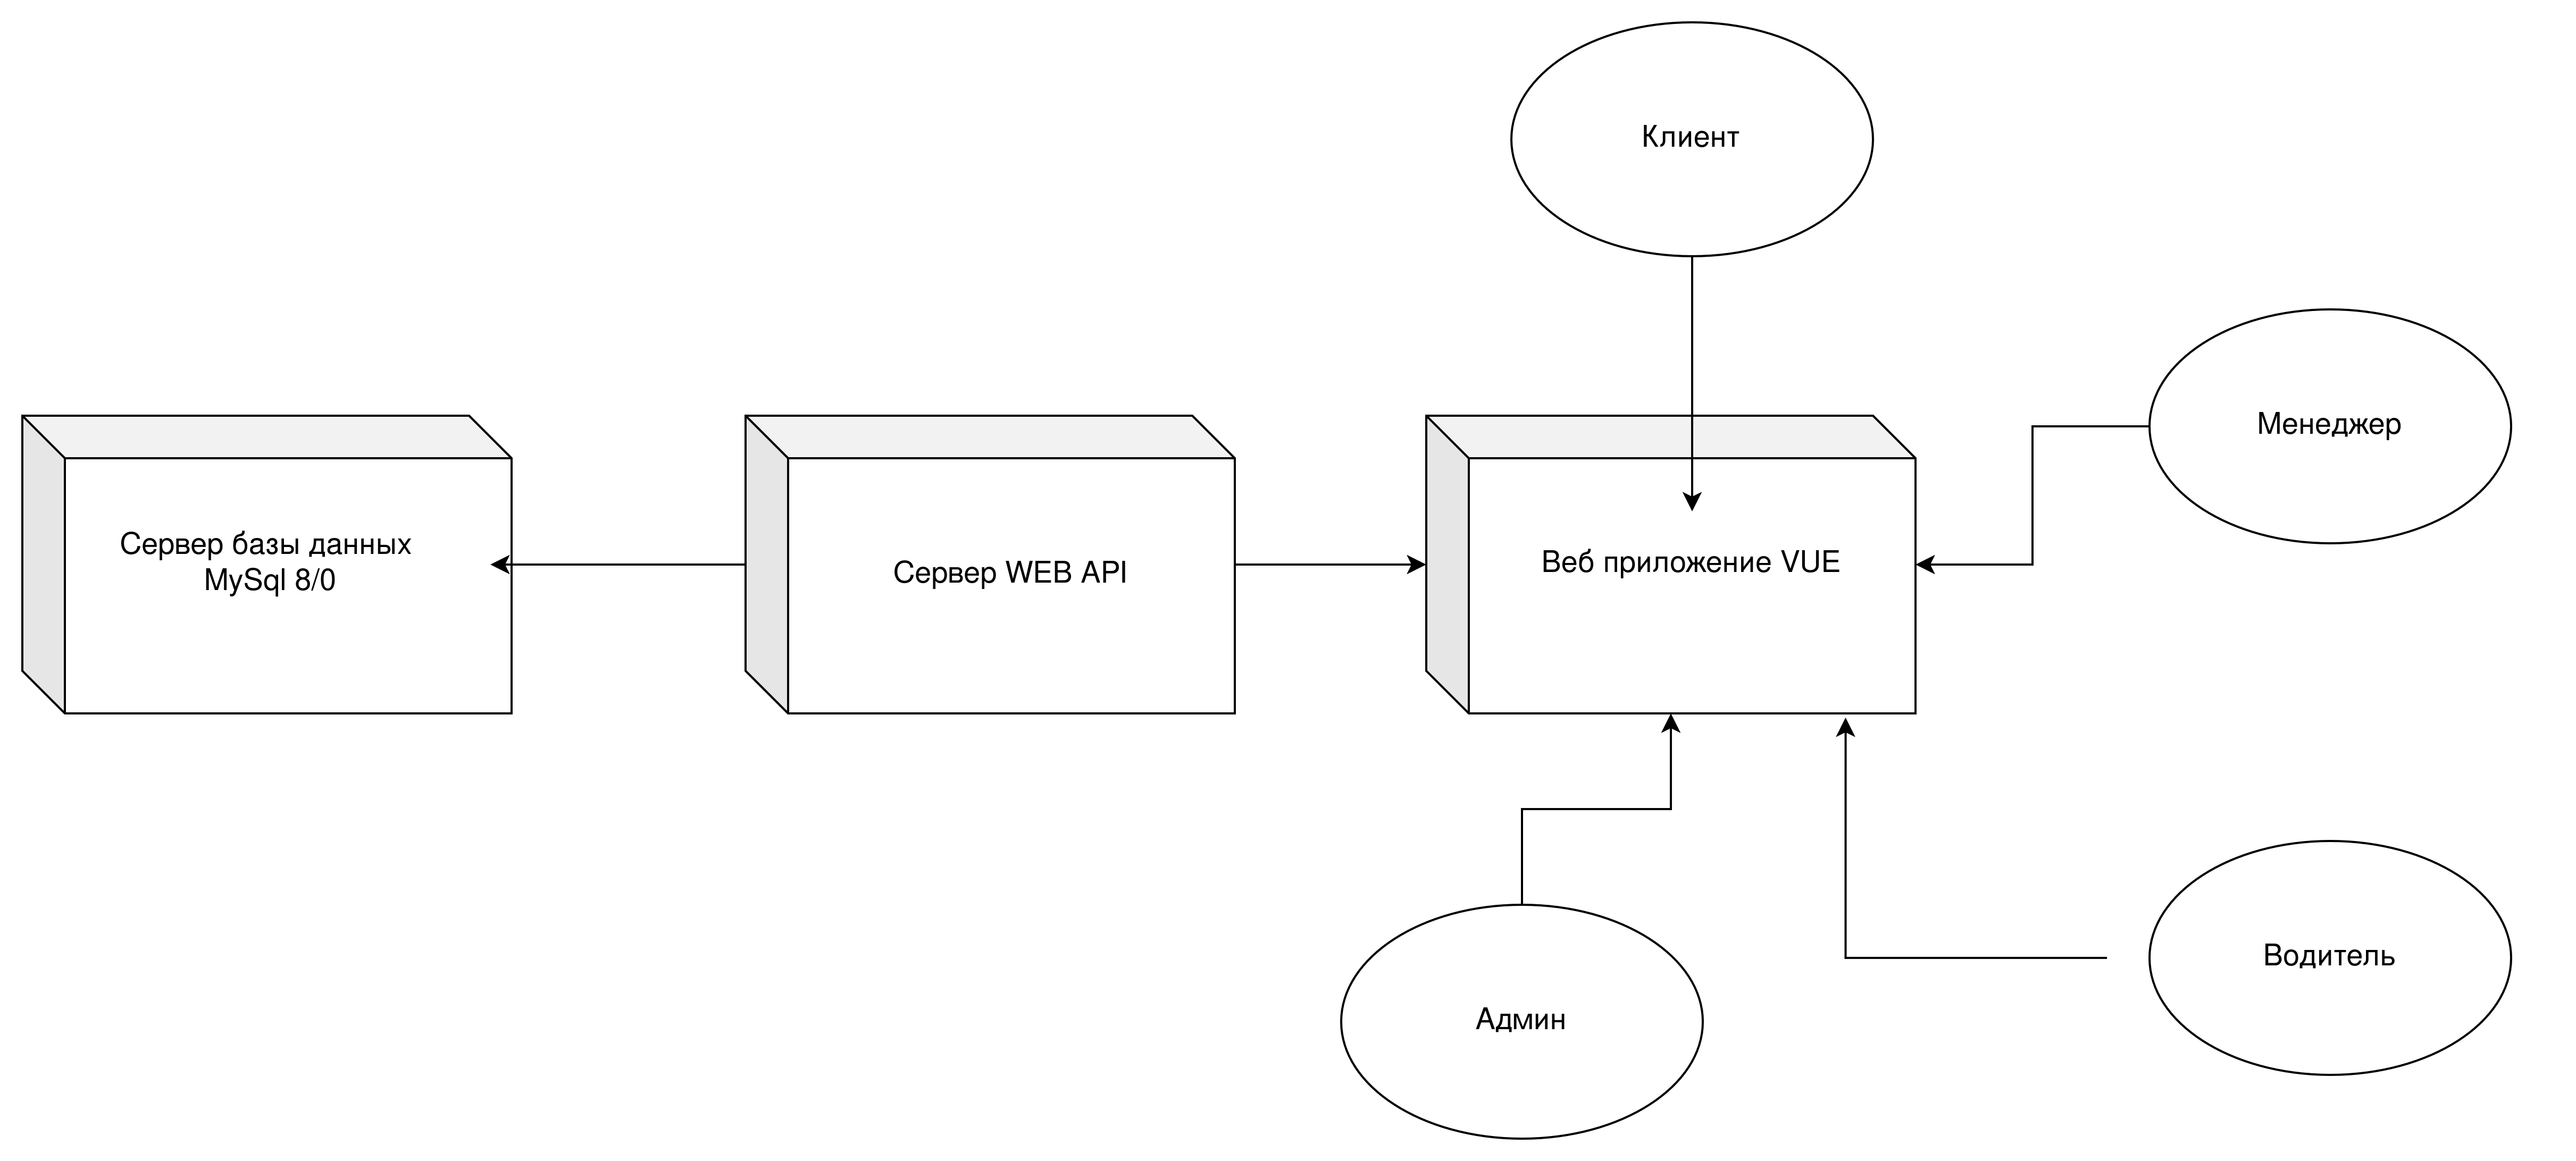 Клиент
Менеджер
Сервер базы данных
MySql 8/0
Сервер WEB API
Веб приложение VUE
Водитель
Админ